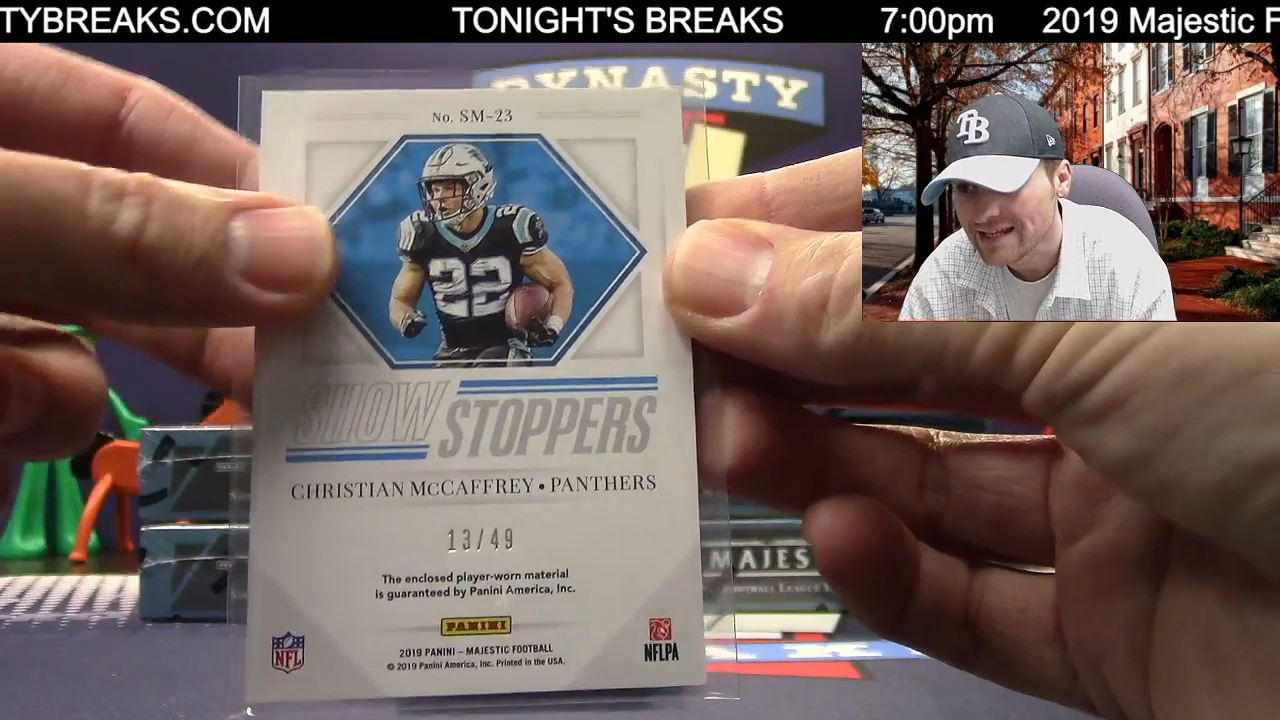 TYBREAKS.COM TONIGHT'S BREAKS 7:00pm 2019 Majestic F
DYNASTY
TB
No. SM-23
22
SHOW STOPPERS
CHRISTIAN McCAFFREY • PANTHERS
13/49
MAJES
The enclosed player-worn material
is guaranteed by Panini America, Inc.
PANINI
NFL
NFLPA
2019 PANINI – MAJESTIC FOOTBALL
© 2019 Panini America, Inc. Printed in the USA.